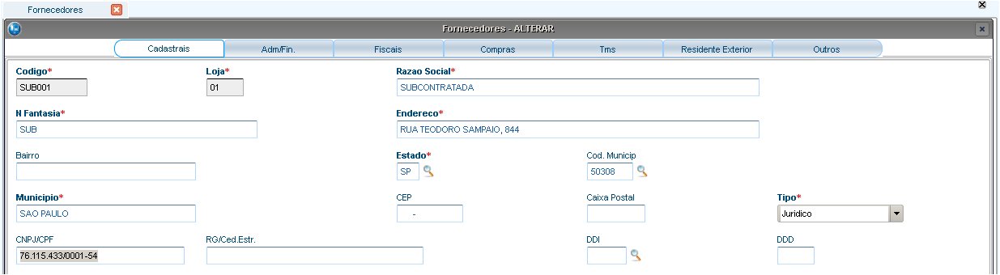 Fornecedores
Fornecedores - ALTERAR
Cadastrais Adm/Fin. Fiscais Compras Tms Residente Exterior Outros
Codigo* Loja* Razao Social*
SUB001 01 SUBCONTRATADA
N Fantasia* Endereco*
SUB RUA TEODORO SAMPAIO, 844
Bairro Estado* Cod. Municip
SP 50308
Municipio* CEP Caixa Postal Tipo*
SAO PAULO - Juridico
CNPJ/CPF RG/Ced.Estr. DDI DDD
76.115.433/0001-54